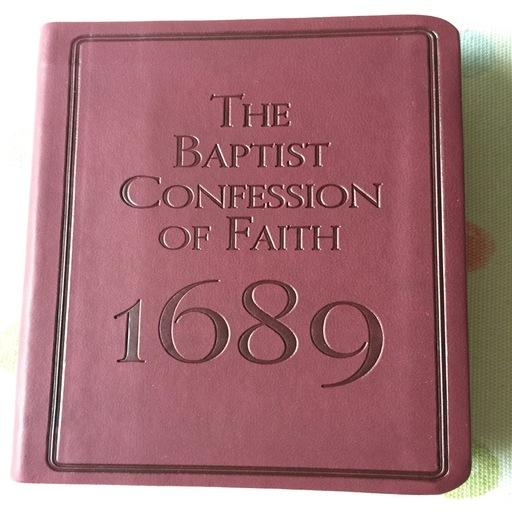 The
Baptist
Confession
of Faith
1689